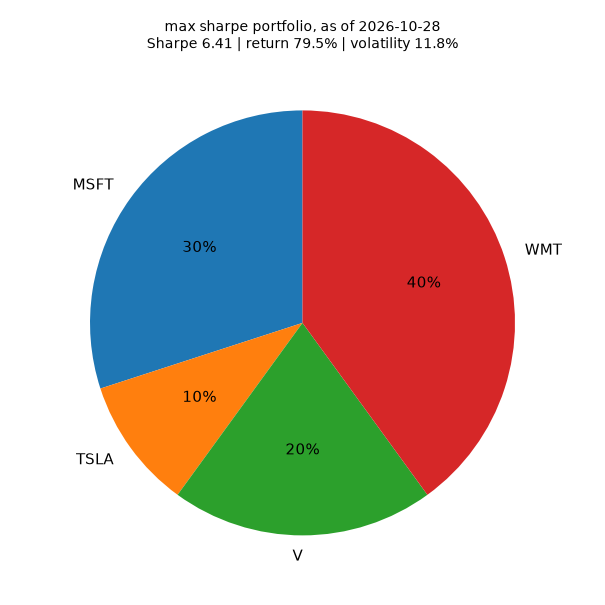 max sharpe portfolio, as of 2026-10-28
Sharpe 6.41 | return 79.5% | volatility 11.8%
MSFT
30%
WMT
40%
10%
TSLA
20%
V